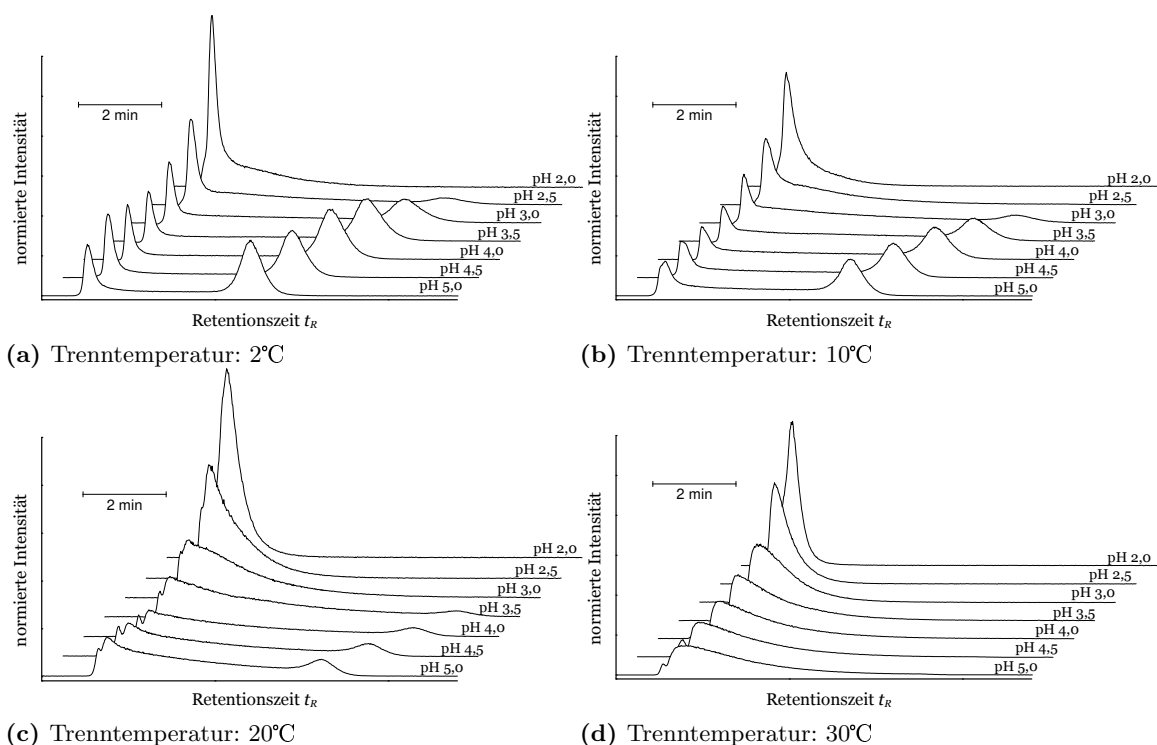 normierte Intensität
2 min
pH 2,0
pH 2,5
pH 3,0
pH 3,5
pH 4,0
pH 4,5
pH 5,0
Retentionszeit tR
(a) Trenntemperatur: 2°C
normierte Intensität
2 min
pH 2,0
pH 2,5
pH 3,0
pH 3,5
pH 4,0
pH 4,5
pH 5,0
Retentionszeit tR
(b) Trenntemperatur: 10°C
normierte Intensität
2 min
pH 2,0
pH 2,5
pH 3,0
pH 3,5
pH 4,0
pH 4,5
pH 5,0
Retentionszeit tR
(c) Trenntemperatur: 20°C
normierte Intensität
2 min
pH 2,0
pH 2,5
pH 3,0
pH 3,5
pH 4,0
pH 4,5
pH 5,0
Retentionszeit tR
(d) Trenntemperatur: 30°C